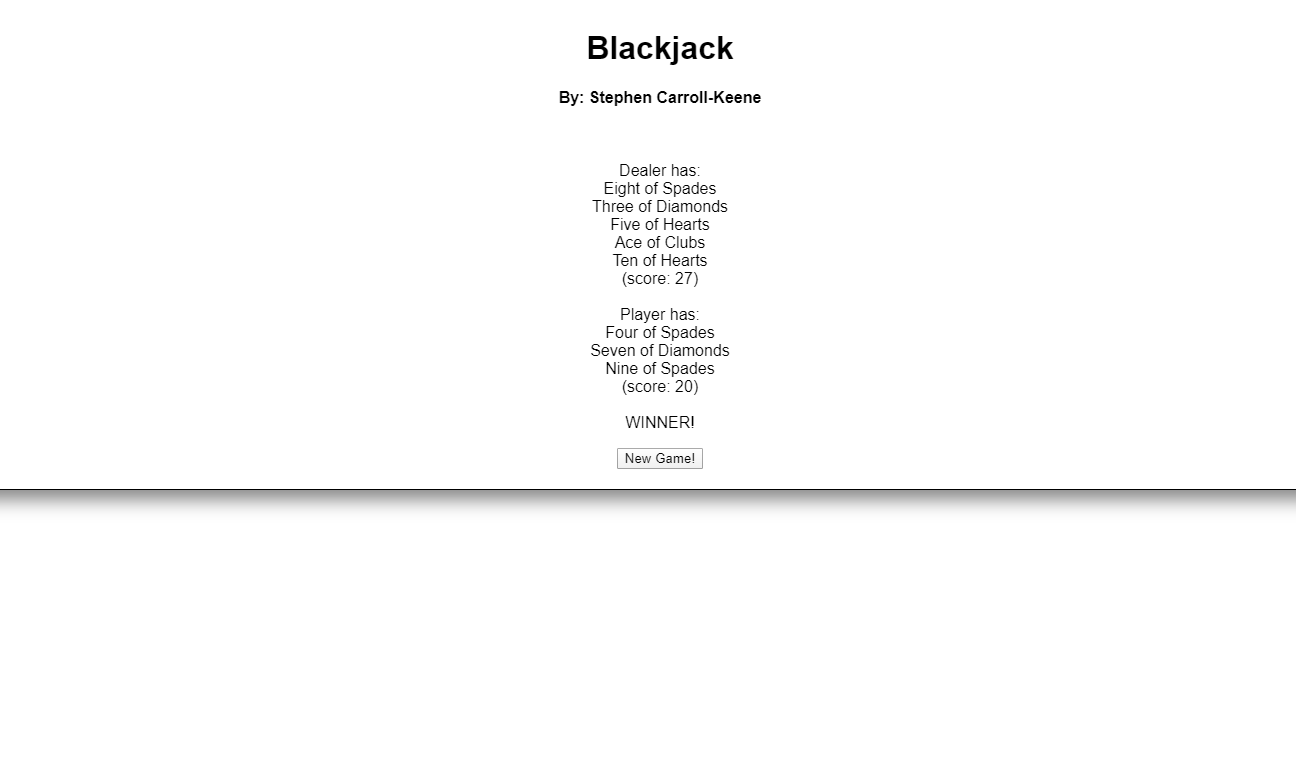 Blackjack
By: Stephen Carroll-Keene
Dealer has:
Eight of Spades
Three of Diamonds
Five of Hearts
Ace of Clubs
Ten of Hearts
(score: 27)
Player has:
Four of Spades
Seven of Diamonds
Nine of Spades
(score: 20)
WINNER!
New Game!